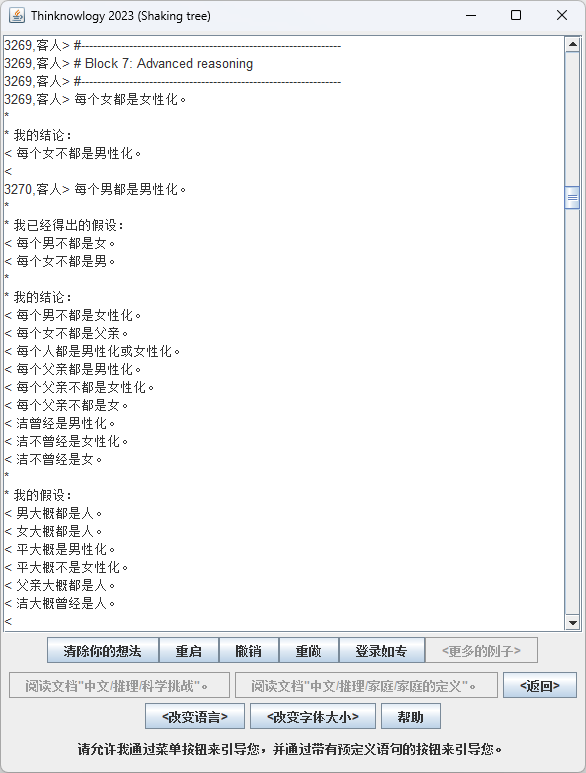 Thinknowlogy 2023 (Shaking tree)
3269,客人> #----------------------------------------------------------------
3269,客人> # Block 7: Advanced reasoning
3269,客人> #----------------------------------------------------------------
3269,客人> 每个女都是女性化。
*
* 我的结论：
< 每个女不都是男性化。
<
3270,客人> 每个男都是男性化。
*
* 我已经得出的假设：
< 每个男不都是女。
< 每个女不都是男。
*
* 我的结论：
< 每个男不都是女性化。
< 每个女不都是父亲。
< 每个人都是男性化或女性化。
< 每个父亲都是男性化。
< 每个父亲不都是女性化。
< 每个父亲不都是女。
< 洁曾经是男性化。
< 洁不曾经是女性化。
< 洁不曾经是女。
*
* 我的假设：
< 男大概都是人。
< 女大概都是人。
< 平大概是男性化。
< 平大概不是女性化。
< 父亲大概都是人。
< 洁大概曾经是人。
<
清除你的想法 重启 撤销 重做 登录如专 <更多的例子>
阅读文档"中文/推理/科学挑战"。 阅读文档"中文/推理/家庭/家庭的定义"。 <返回>
<改变语言> <改变字体大小> 帮助
请允许我通过菜单按钮来引导您，并通过带有预定义语句的按钮来引导您。